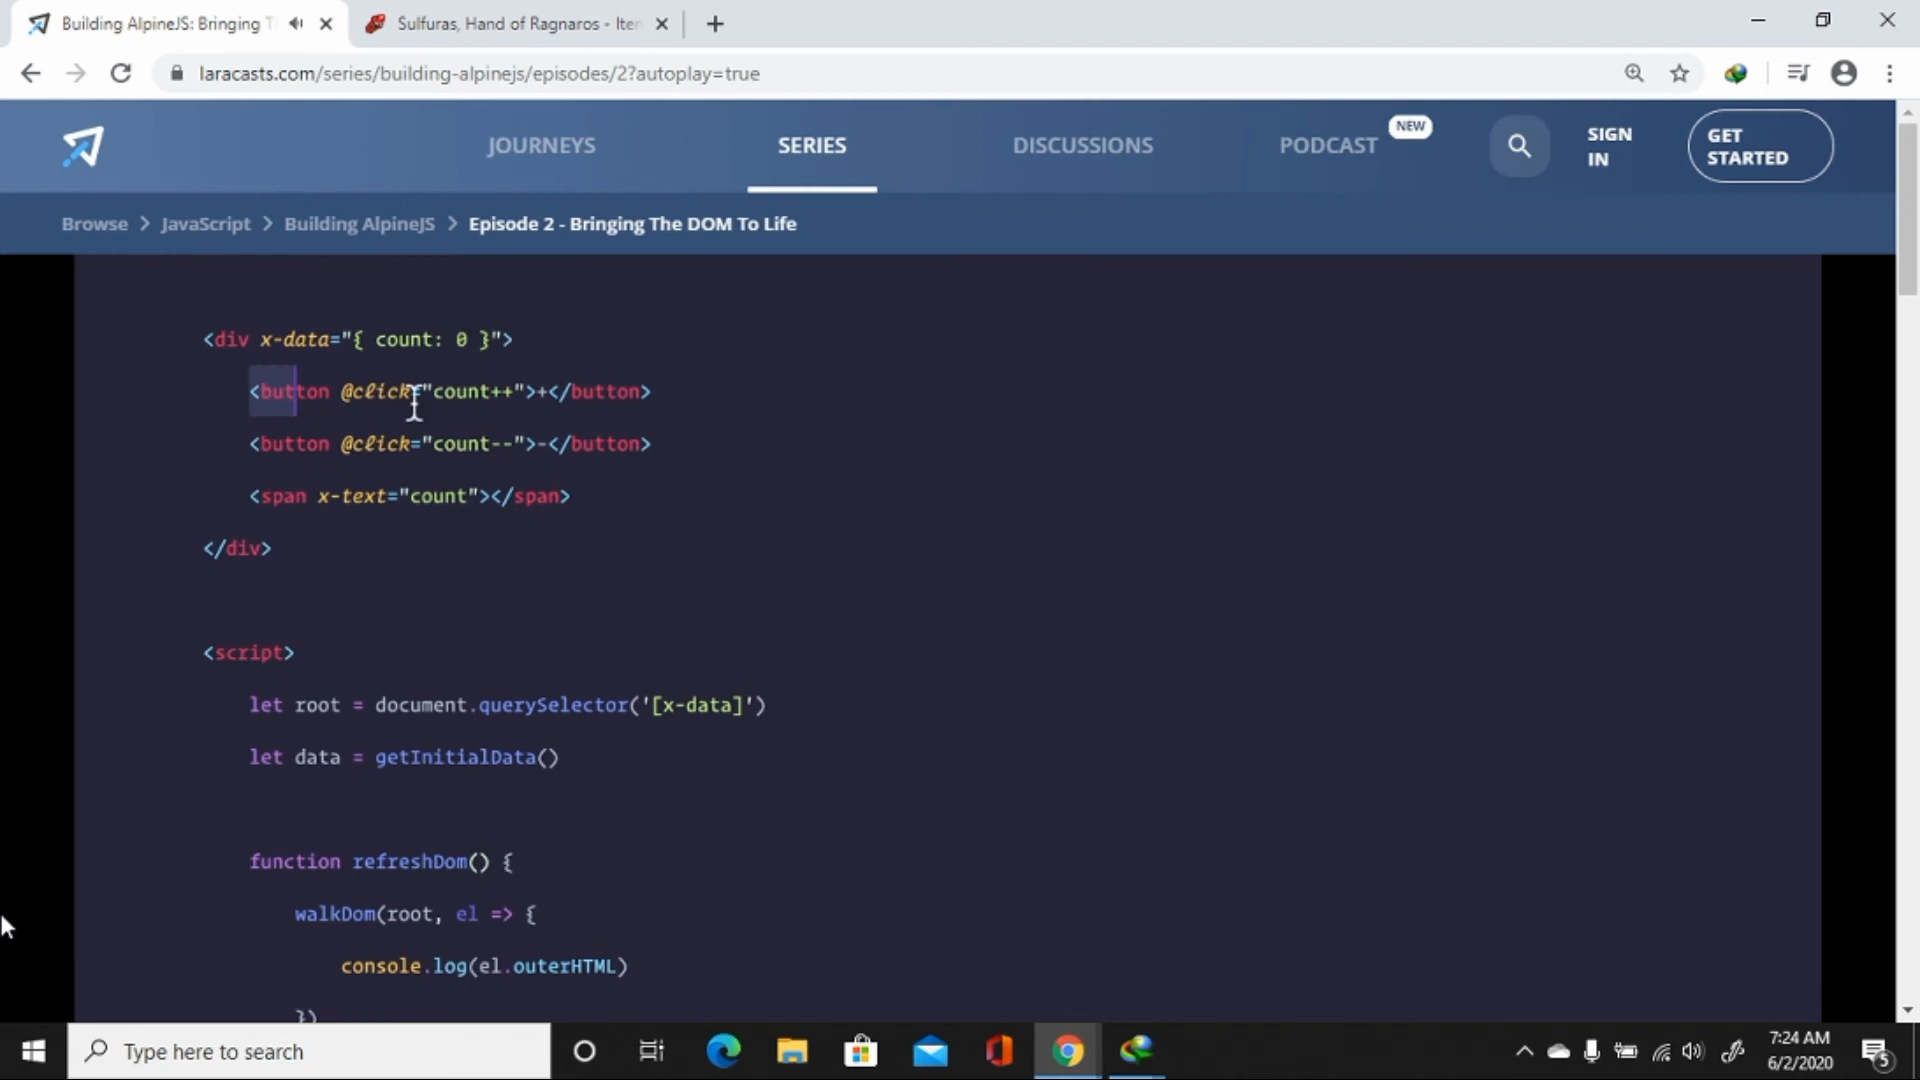 Building AlpineJS: Bringing T
Sulfuras, Hand of Ragnaros - Item
laracasts.com/series/building-alpinejs/episodes/2?autoplay=true
JOURNEYS
SERIES
DISCUSSIONS
PODCAST
NEW
SIGN IN
GET STARTED
Browse > JavaScript > Building AlpineJS > Episode 2 - Bringing The DOM To Life
<div x-data="{ count: 0 }">
<button @click="count++">+</button>
<button @click="count--">-</button>
<span x-text="count"></span>
</div>
<script>
let root = document.querySelector('[x-data]')
let data = getInitialData()
function refreshDom() {
walkDom(root, el => {
console.log(el.outerHTML)
})
Type here to search
7:24 AM
6/2/2020
5